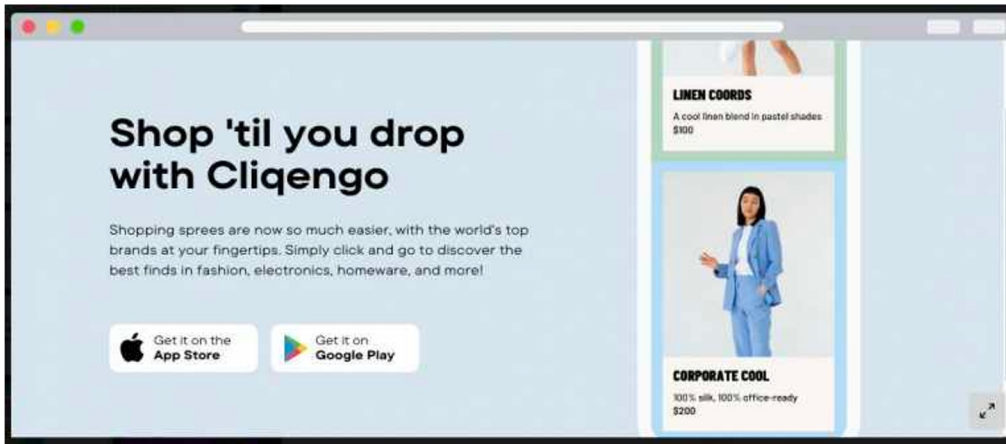 Shop 'til you drop
with Cliqengo
Shopping sprees are now so much easier, with the world's top
brands at your fingertips. Simply click and go to discover the
best finds in fashion, electronics, homeware, and more!
Get it on the
App Store
Get it on
Google Play
LINEN COORDS
A cool linen blend in pastel shades
$100
CORPORATE COOL
100% silk, 100% office-ready
$200